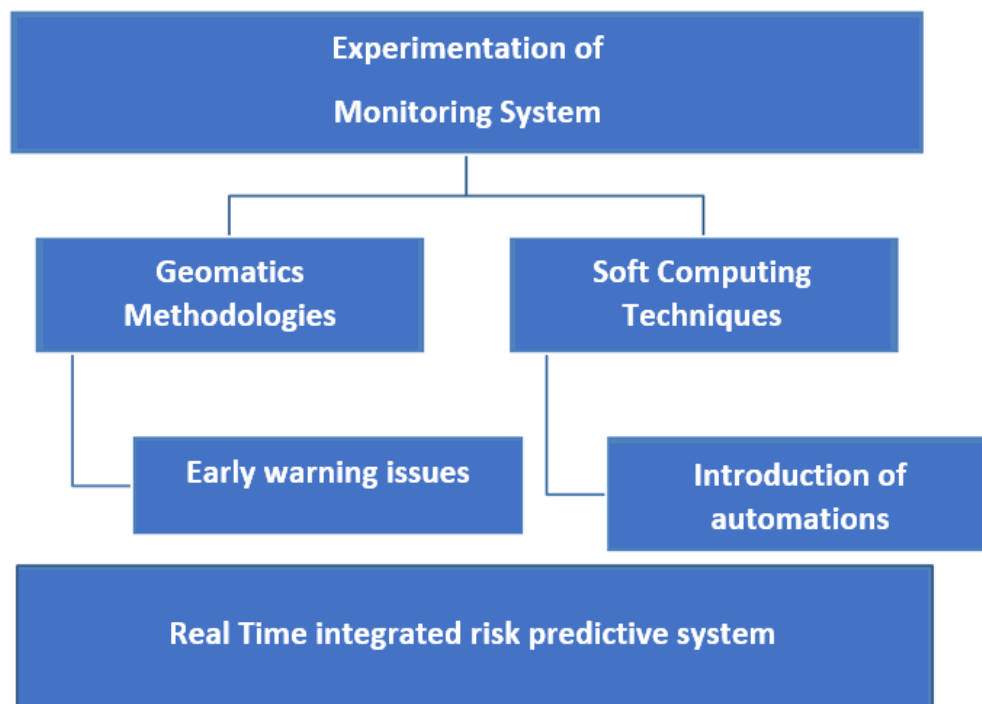 Experimentation of
Monitoring System
Geomatics
Methodologies
Soft Computing
Techniques
Early warning issues
Introduction of
automations
Real Time integrated risk predictive system